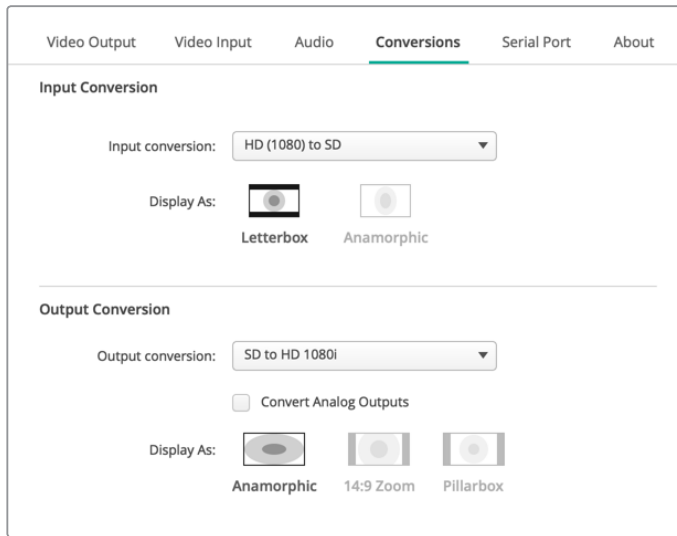 Video Output Video Input Audio Conversions Serial Port About
Input Conversion
Input conversion: HD (1080) to SD
Display As:
Letterbox Anamorphic
Output Conversion
Output conversion: SD to HD 1080i
Convert Analog Outputs
Display As:
Anamorphic 14:9 Zoom Pillarbox